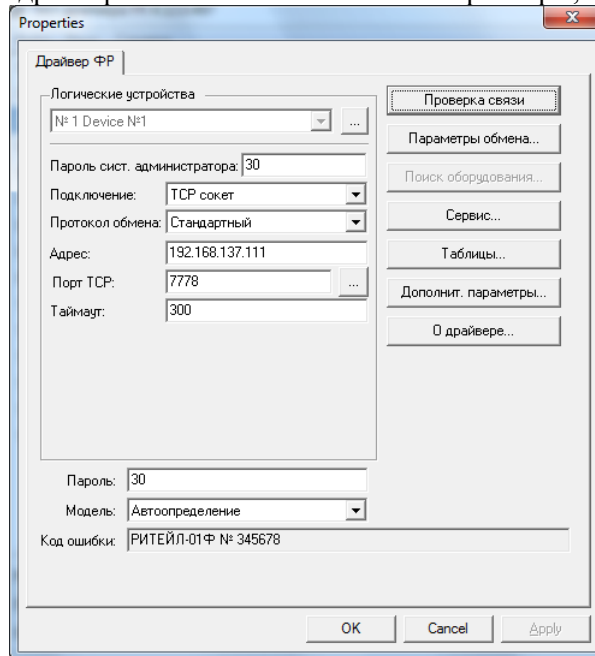 Properties
x
Драйвер ФР
Логические устройства
№ 1 Device №1
...
Пароль сист. администратора: 30
Подключение: TCP сокет
Протокол обмена: Стандартный
Адрес: 192.168.137.111
Порт TCP: 7778
...
Таймаут: 300
Проверка связи
Параметры обмена...
Поиск оборудования...
Сервис...
Таблицы...
Дополнит. параметры...
О драйвере...
Пароль: 30
Модель: Автоопределение
Код ошибки: РИТЕЙЛ-01Ф № 345678
OK
Cancel
Apply